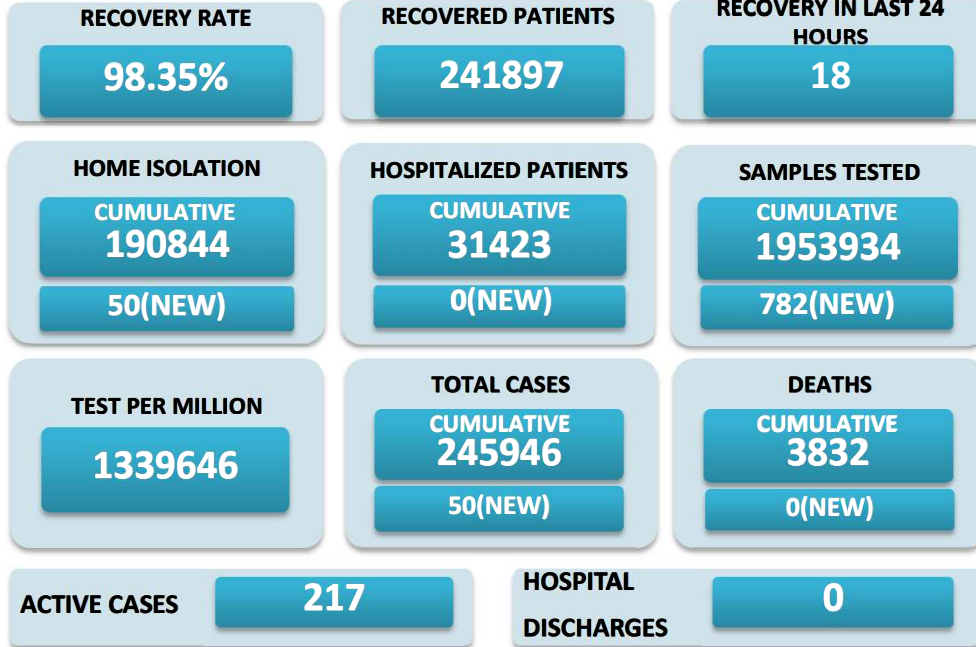 RECOVERY RATE
98.35%
RECOVERED PATIENTS
241897
RECOVERY IN LAST 24
HOURS
18
HOME ISOLATION
CUMULATIVE
190844
50(NEW)
HOSPITALIZED PATIENTS
CUMULATIVE
31423
0(NEW)
SAMPLES TESTED
CUMULATIVE
1953934
782(NEW)
TEST PER MILLION
1339646
TOTAL CASES
CUMULATIVE
245946
50(NEW)
DEATHS
CUMULATIVE
3832
0(NEW)
ACTIVE CASES
217
HOSPITAL
DISCHARGES
0